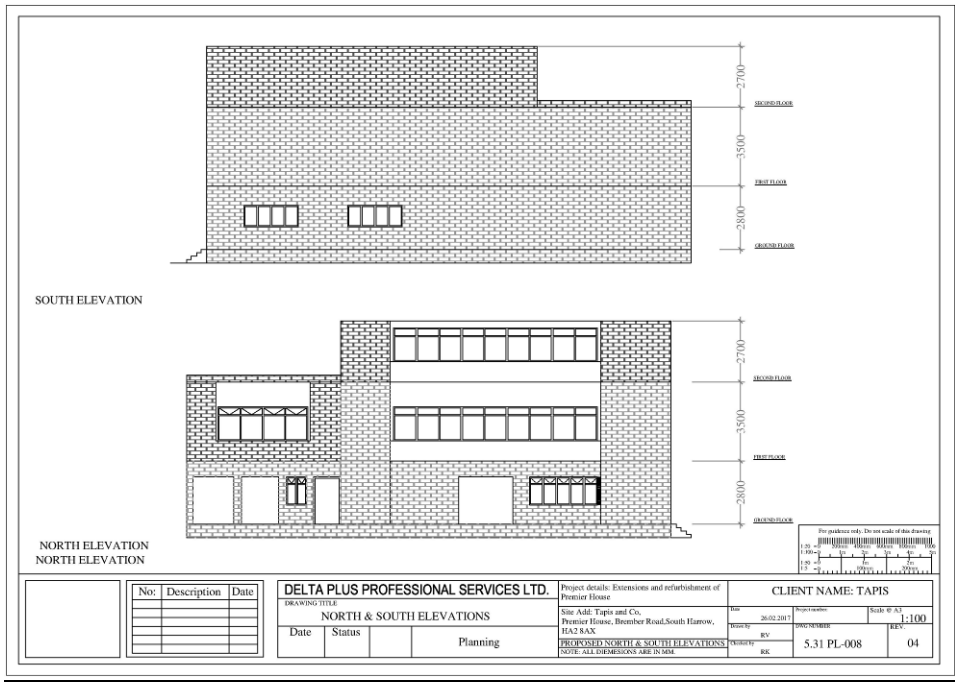 2700
SECOND FLOOR
3500
FIRST FLOOR
2800
GROUND FLOOR
SOUTH ELEVATION
2700
SECOND FLOOR
3500
FIRST FLOOR
2800
GROUND FLOOR
NORTH ELEVATION
NORTH ELEVATION
For guidance only. Do not scale of this drawing
No: Description Date
DELTA PLUS PROFESSIONAL SERVICES LTD.
DRAWING TITLE
NORTH & SOUTH ELEVATIONS
Date Status
Planning
Project details: Extensions and refurbishment of
Premier House
Site Add: Tapis and Co,
Premier House, Brember Road,South Harrow,
HA2 8AX
PROPOSED NORTH & SOUTH ELEVATIONS
NOTE: ALL DIEMESIONS ARE IN MM.
CLIENT NAME: TAPIS
Date
26.02.2017
Project number
Scale @ A3
1:100
Drawn by
RV
DWG NUMBER
5.31 PL-008
REV.
04
Checked by
RK